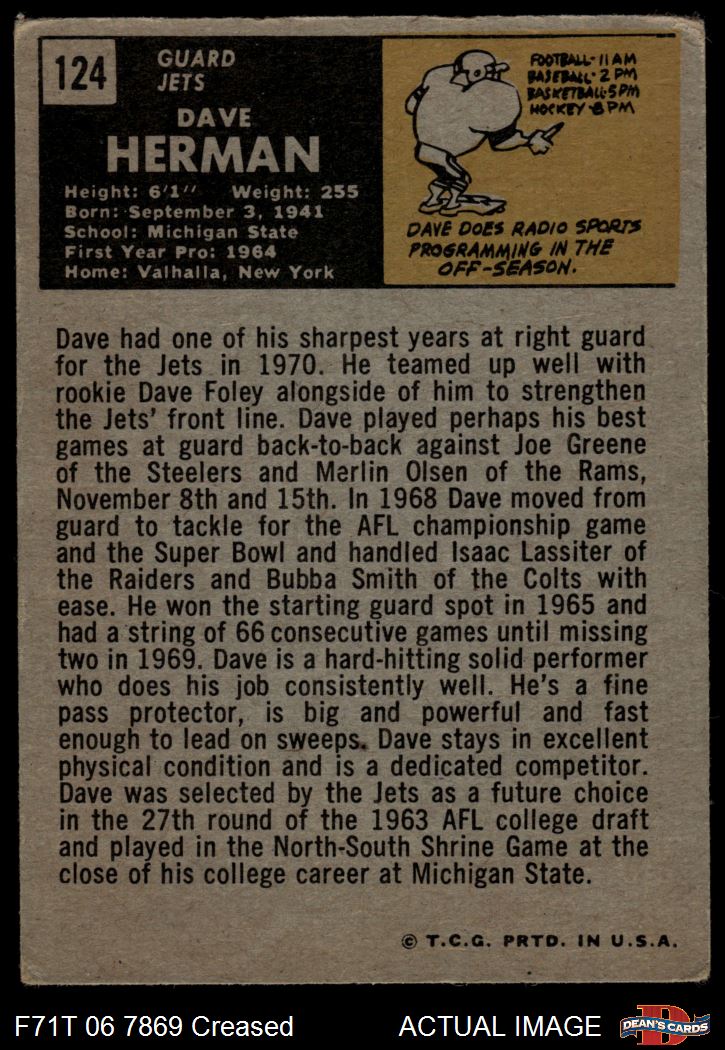 124
GUARD
JETS
DAVE
HERMAN
Height: 6'1" Weight: 255
Born: September 3, 1941
School: Michigan State
First Year Pro: 1964
Home: Valhalla, New York
FOOTBALL-11AM
BASEBALL-2PM
BASKETBALL-5PM
HOCKEY-8PM
DAVE DOES RADIO SPORTS
PROGRAMMING IN THE
OFF-SEASON.
Dave had one of his sharpest years at right guard
for the Jets in 1970. He teamed up well with
rookie Dave Foley alongside of him to strengthen
the Jets' front line. Dave played perhaps his best
games at guard back-to-back against Joe Greene
of the Steelers and Merlin Olsen of the Rams,
November 8th and 15th. In 1968 Dave moved from
guard to tackle for the AFL championship game
and the Super Bowl and handled Isaac Lassiter of
the Raiders and Bubba Smith of the Colts with
ease. He won the starting guard spot in 1965 and
had a string of 66 consecutive games until missing
two in 1969. Dave is a hard-hitting solid performer
who does his job consistently well. He's a fine
pass protector, is big and powerful and fast
enough to lead on sweeps. Dave stays in excellent
physical condition and is a dedicated competitor.
Dave was selected by the Jets as a future choice
in the 27th round of the 1963 AFL college draft
and played in the North-South Shrine Game at the
close of his college career at Michigan State.
© T.C.G. PRTD. IN U.S.A.
F71T 06 7869 Creased ACTUAL IMAGE
D
DEAN'S CARDS